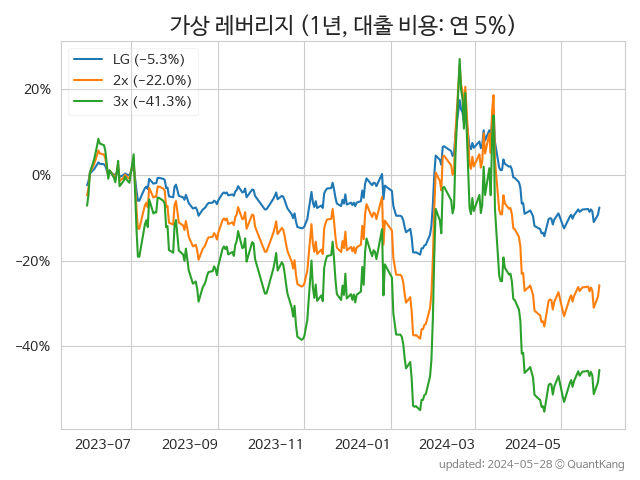 가상 레버리지 (1년, 대출 비용: 연 5%)
LG (−5.3%)
2x (−22.0%)
3x (−41.3%)
20%
0%
−20%
−40%
2023-07
2023-09
2023-11
2024-01
2024-03
2024-05
updated: 2024-05-28 © QuantKang